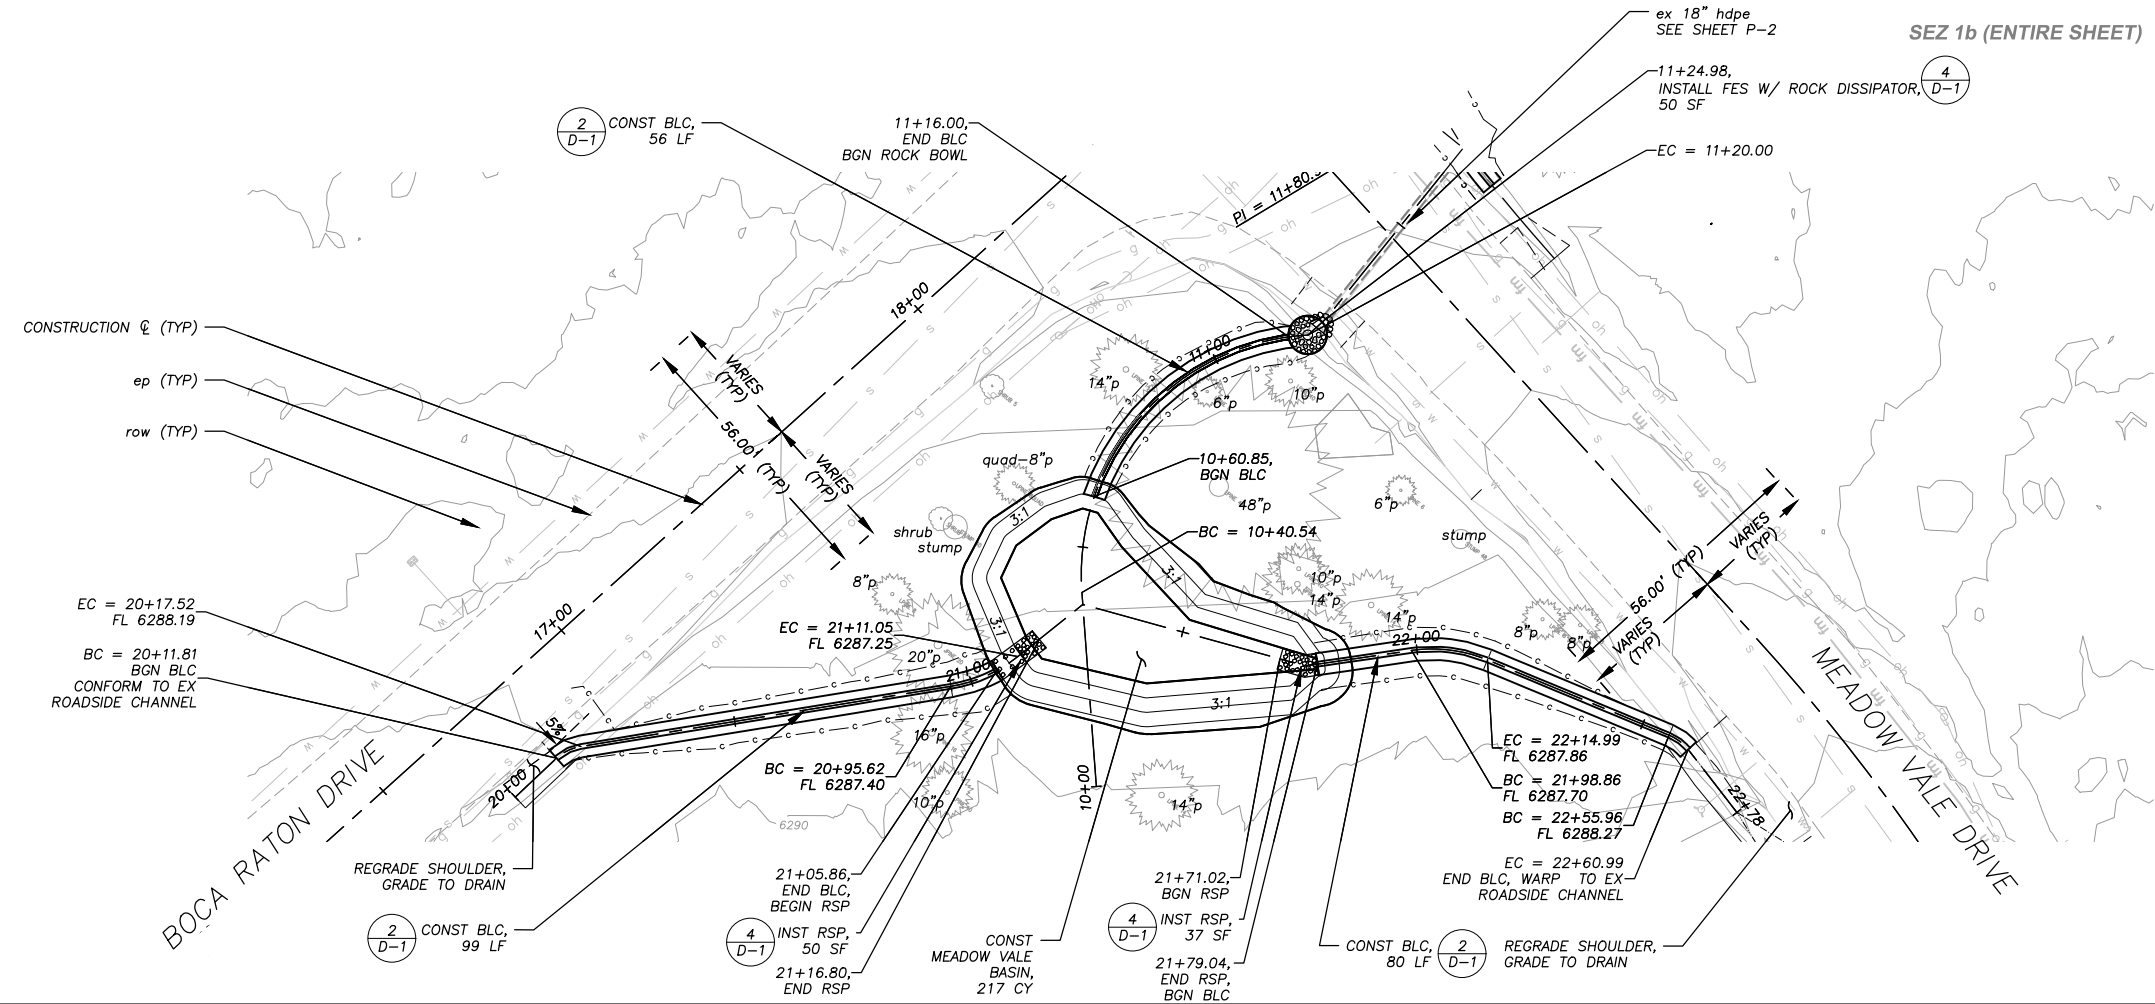 ex 18" hdpe
SEE SHEET P-2
SEZ 1b (ENTIRE SHEET)
11+24.98,
INSTALL FES W/ ROCK DISSIPATOR,
50 SF
4
D-1
2
D-1
CONST BLC,
56 LF
11+16.00,
END BLC
BGN ROCK BOWL
EC = 11+20.00
18+00
CONSTRUCTION ℄ (TYP)
ep (TYP)
row (TYP)
VARIES
(TYP)
56.00' (TYP)
VARIES
(TYP)
11+00
14"p
6"p
10"p
quad-8"p
10+60.85,
BGN BLC
48"p
6"p
shrub
stump
BC = 10+40.54
stump
3:1
3:1
3:1
3:1
8"p
10"p
14"p
14"p
8"p
8"p
56.00' (TYP)
VARIES
(TYP)
VARIES
(TYP)
EC = 20+17.52
FL 6288.19
17+00
EC = 21+11.05
FL 6287.25
20"p
21+00
22+00
BC = 20+11.81
BGN BLC
CONFORM TO EX
ROADSIDE CHANNEL
5%
20+00
16"p
10"p
14"p
10+00
6290
BC = 20+95.62
FL 6287.40
EC = 22+14.99
FL 6287.86
BC = 21+98.86
FL 6287.70
BC = 22+55.96
FL 6288.27
22+78
EC = 22+60.99
END BLC, WARP TO EX
ROADSIDE CHANNEL
MEADOW VALE DRIVE
BOCA RATON DRIVE
REGRADE SHOULDER,
GRADE TO DRAIN
2
D-1
CONST BLC,
99 LF
21+05.86,
END BLC,
BEGIN RSP
4
D-1
INST RSP,
50 SF
21+16.80,
END RSP
CONST
MEADOW VALE
BASIN,
217 CY
21+71.02,
BGN RSP
4
D-1
INST RSP,
37 SF
21+79.04,
END RSP,
BGN BLC
CONST BLC,
80 LF
2
D-1
REGRADE SHOULDER,
GRADE TO DRAIN